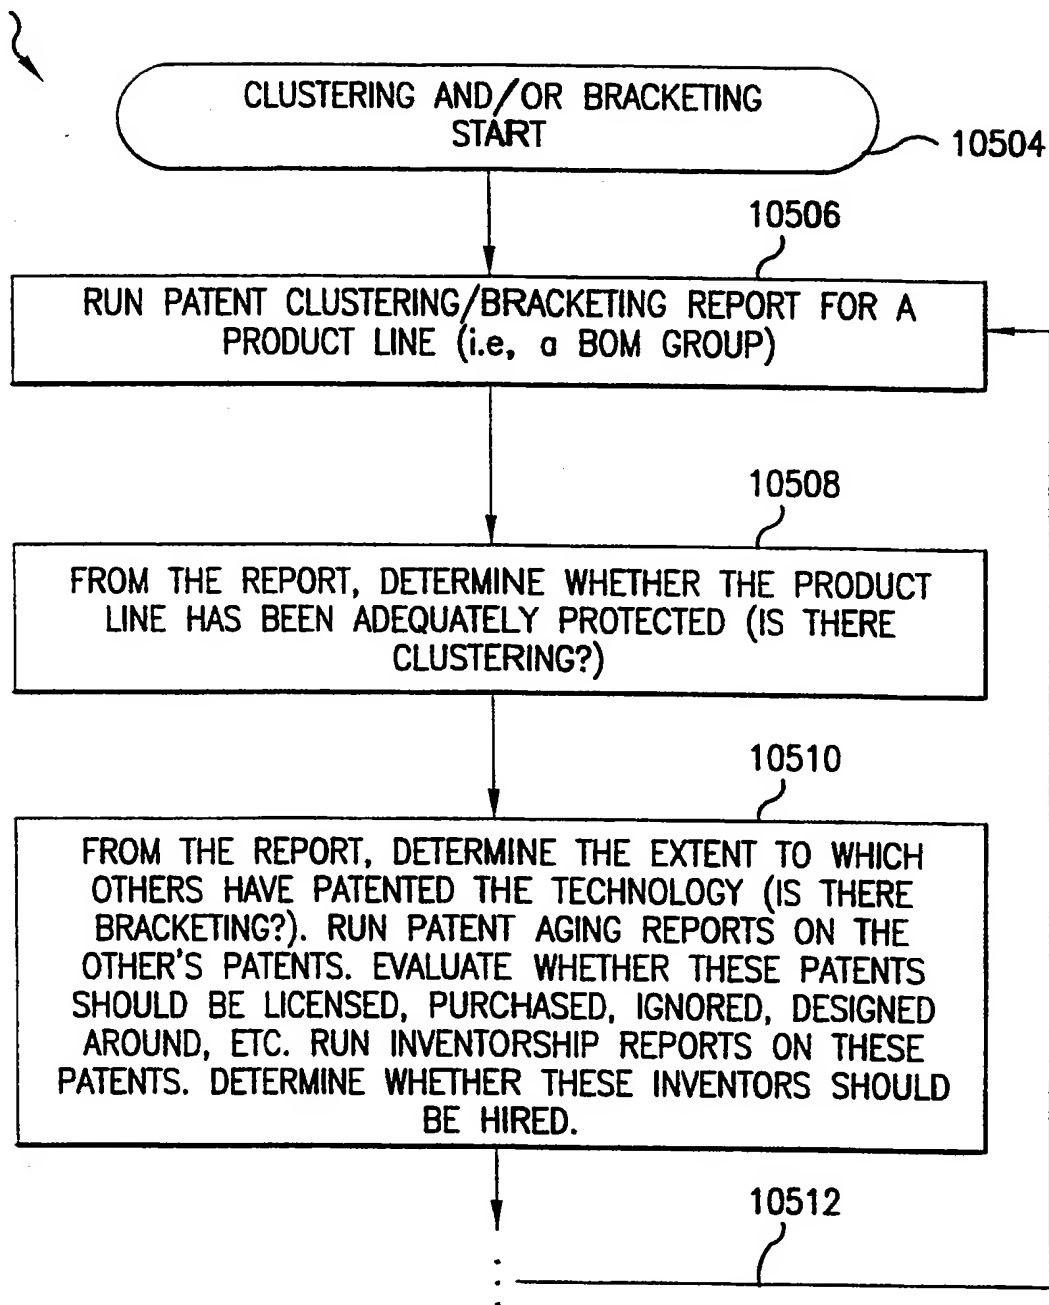 CLUSTERING AND/OR BRACKETING
START
10504
10506
RUN PATENT CLUSTERING/BRACKETING REPORT FOR A
PRODUCT LINE (i.e, a BOM GROUP)
10508
FROM THE REPORT, DETERMINE WHETHER THE PRODUCT
LINE HAS BEEN ADEQUATELY PROTECTED (IS THERE
CLUSTERING?)
10510
FROM THE REPORT, DETERMINE THE EXTENT TO WHICH
OTHERS HAVE PATENTED THE TECHNOLOGY (IS THERE
BRACKETING?). RUN PATENT AGING REPORTS ON THE
OTHER'S PATENTS. EVALUATE WHETHER THESE PATENTS
SHOULD BE LICENSED, PURCHASED, IGNORED, DESIGNED
AROUND, ETC. RUN INVENTORSHIP REPORTS ON THESE
PATENTS. DETERMINE WHETHER THESE INVENTORS SHOULD
BE HIRED.
10512